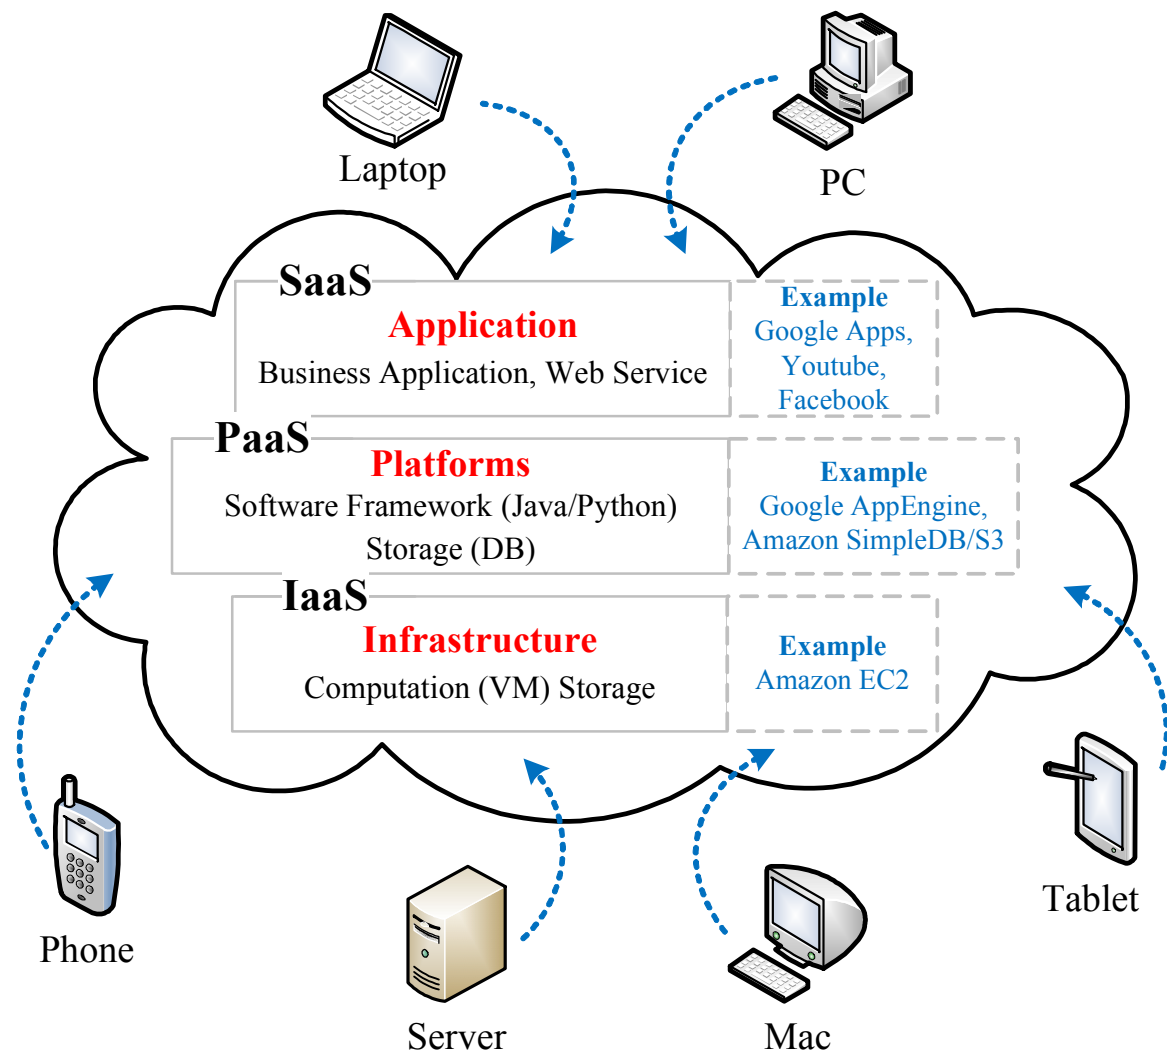 Laptop
PC
SaaS
Application
Business Application, Web Service
Example
Google Apps,
Youtube,
Facebook
PaaS
Platforms
Software Framework (Java/Python)
Storage (DB)
Example
Google AppEngine,
Amazon SimpleDB/S3
IaaS
Infrastructure
Computation (VM) Storage
Example
Amazon EC2
Phone
Server
Mac
Tablet